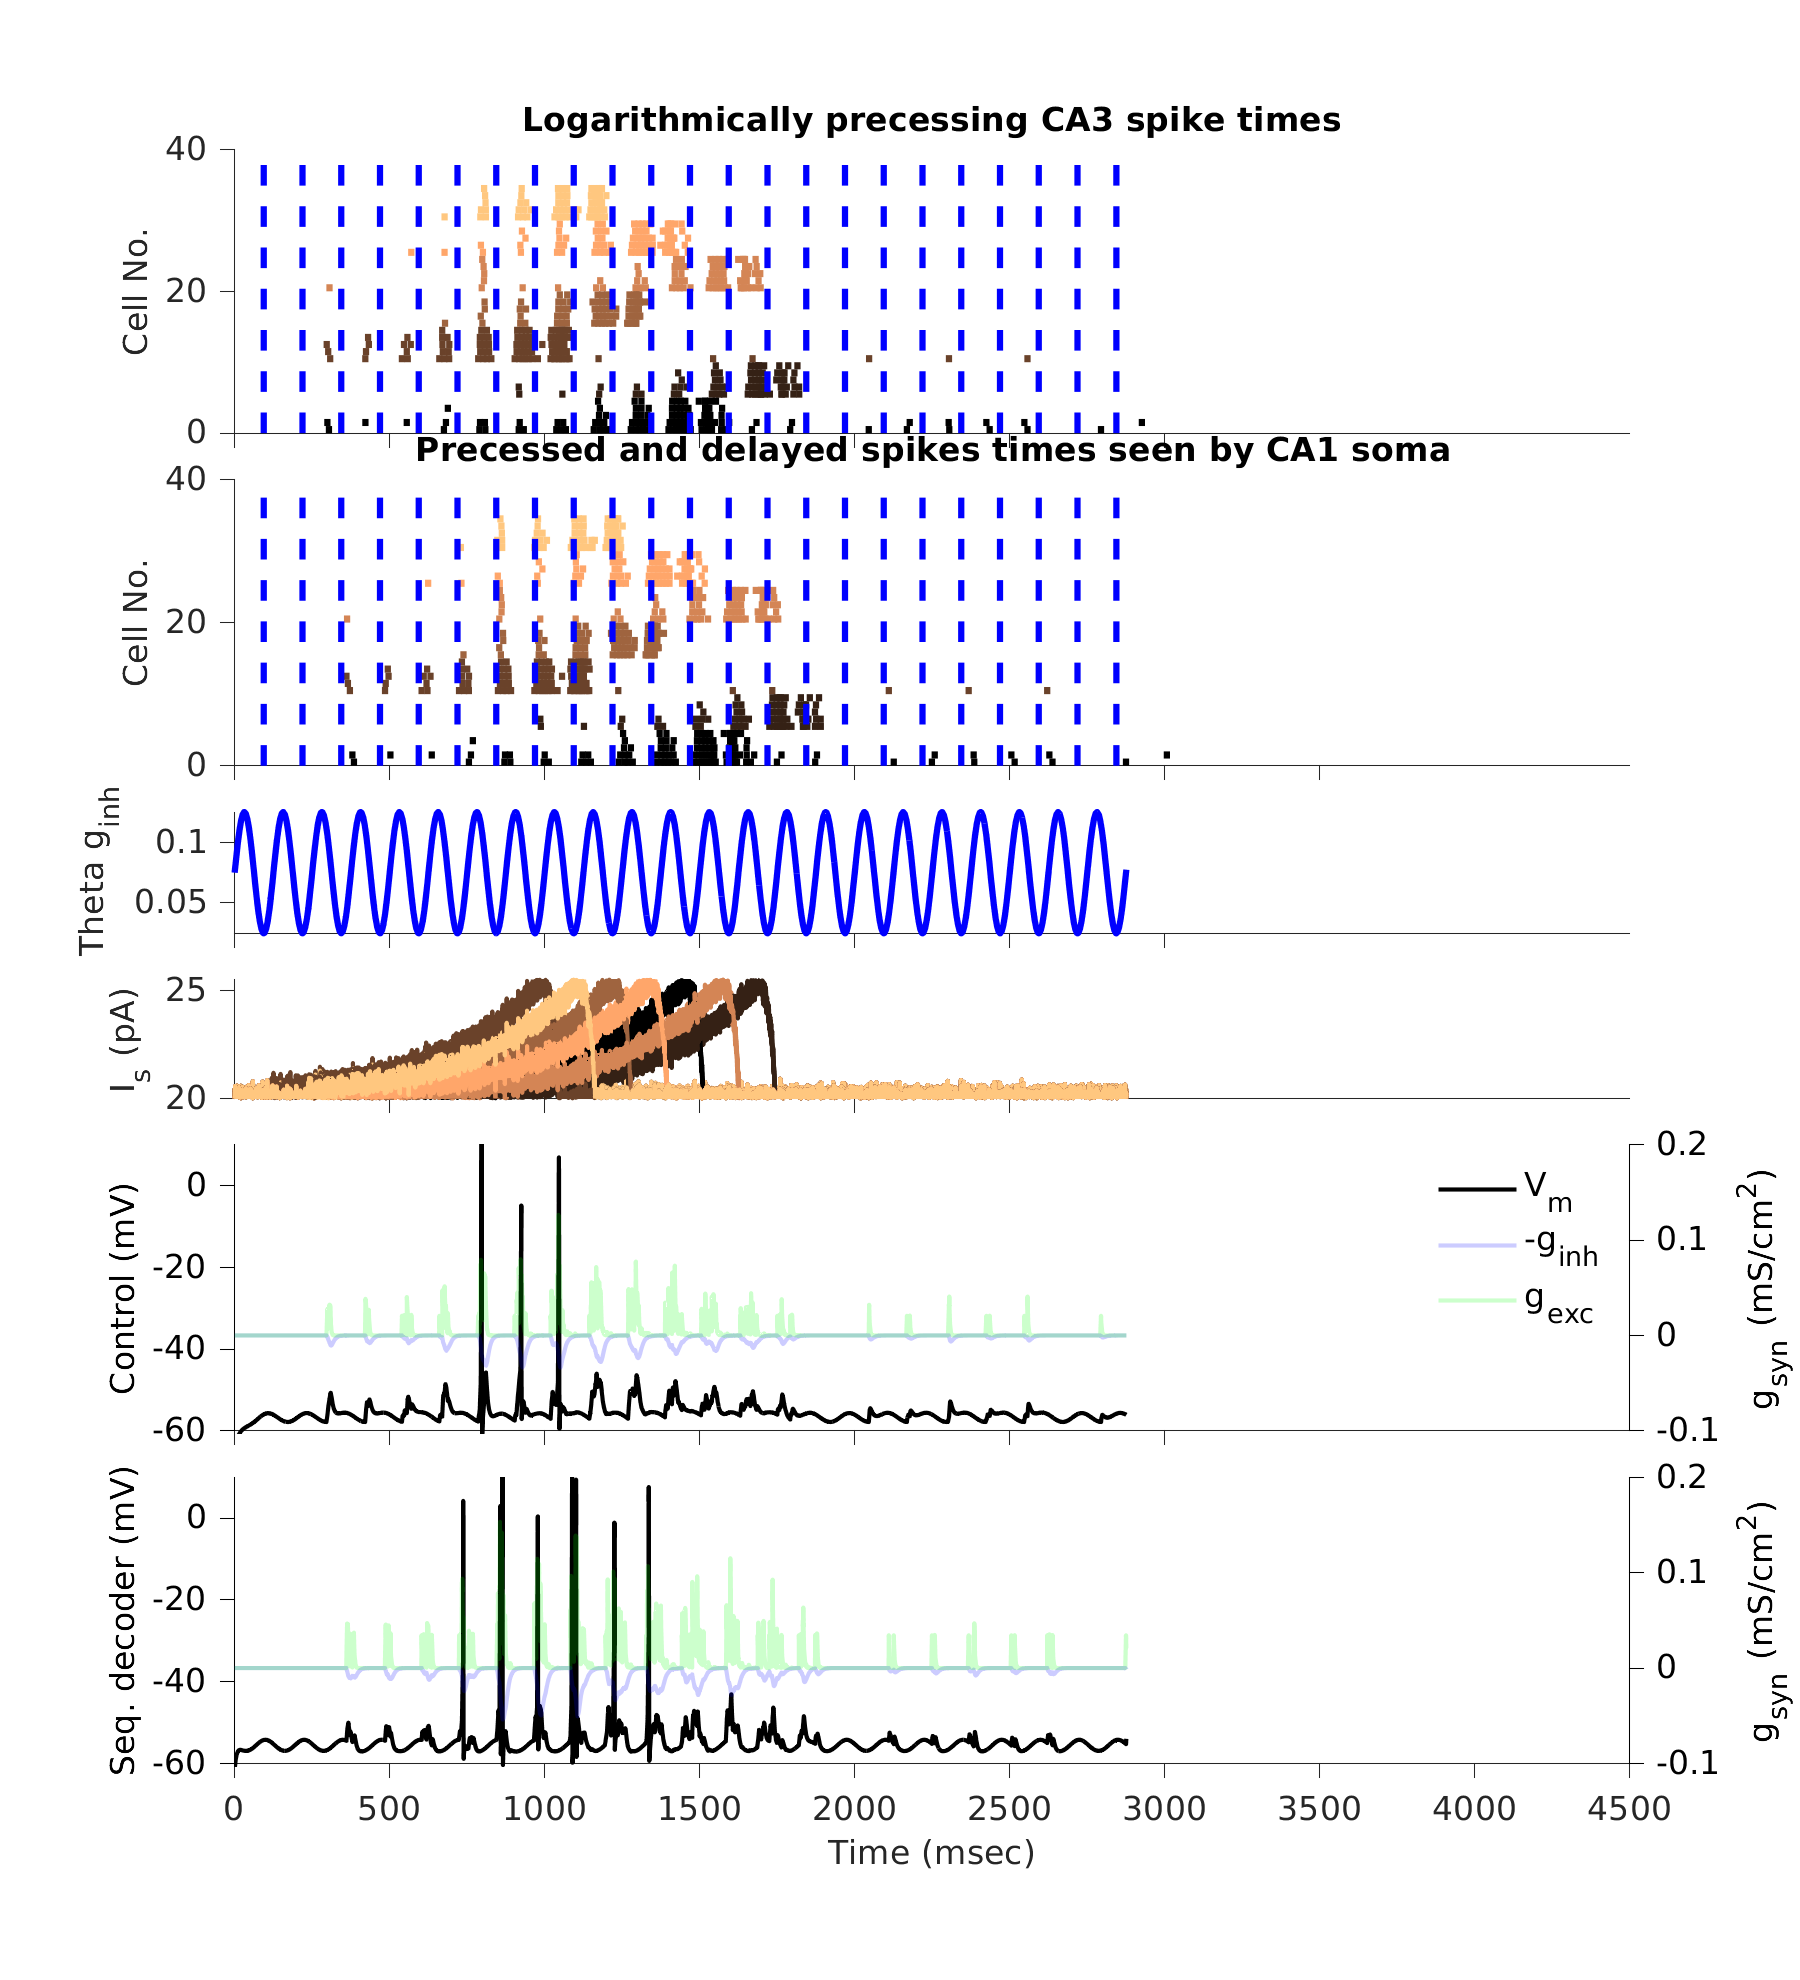 Logarithmically precessing CA3 spike times
40
20
0
Cell No.
Precessed and delayed spikes times seen by CA1 soma
40
20
0
Cell No.
0.1
0.05
Theta g_inh
25
20
I_s (pA)
0
-20
-40
-60
Control (mV)
V_m
-g_inh
g_exc
0.2
0.1
0
-0.1
g_syn (mS/cm^2)
0
-20
-40
-60
Seq. decoder (mV)
0.2
0.1
0
-0.1
g_syn (mS/cm^2)
0 500 1000 1500 2000 2500 3000 3500 4000 4500
Time (msec)